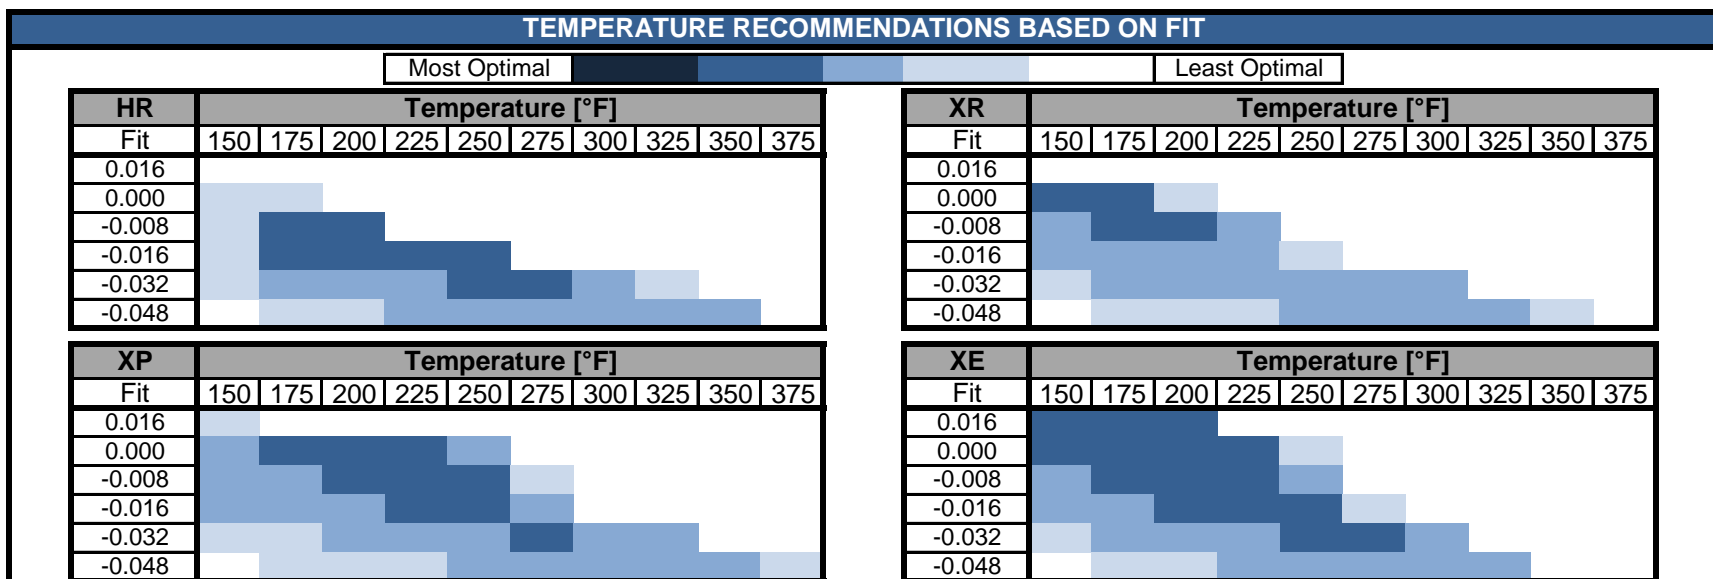 TEMPERATURE RECOMMENDATIONS BASED ON FIT
Most Optimal Least Optimal
HR Temperature [°F]
Fit 150 175 200 225 250 275 300 325 350 375
0.016
0.000
-0.008
-0.016
-0.032
-0.048
XR Temperature [°F]
Fit 150 175 200 225 250 275 300 325 350 375
0.016
0.000
-0.008
-0.016
-0.032
-0.048
XP Temperature [°F]
Fit 150 175 200 225 250 275 300 325 350 375
0.016
0.000
-0.008
-0.016
-0.032
-0.048
XE Temperature [°F]
Fit 150 175 200 225 250 275 300 325 350 375
0.016
0.000
-0.008
-0.016
-0.032
-0.048